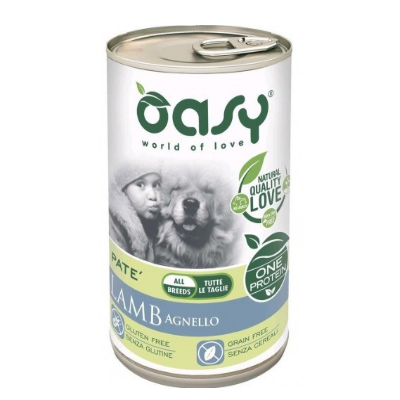 Oasy®
world of love
NATURAL
QUALITY
LOVE
PATE'
ALL
BREEDS
TUTTE
LE TAGLIE
ONE
PROTEIN
LAMB AGNELLO
GLUTEN FREE
SENZA GLUTINE
GRAIN FREE
SENZA CEREALI